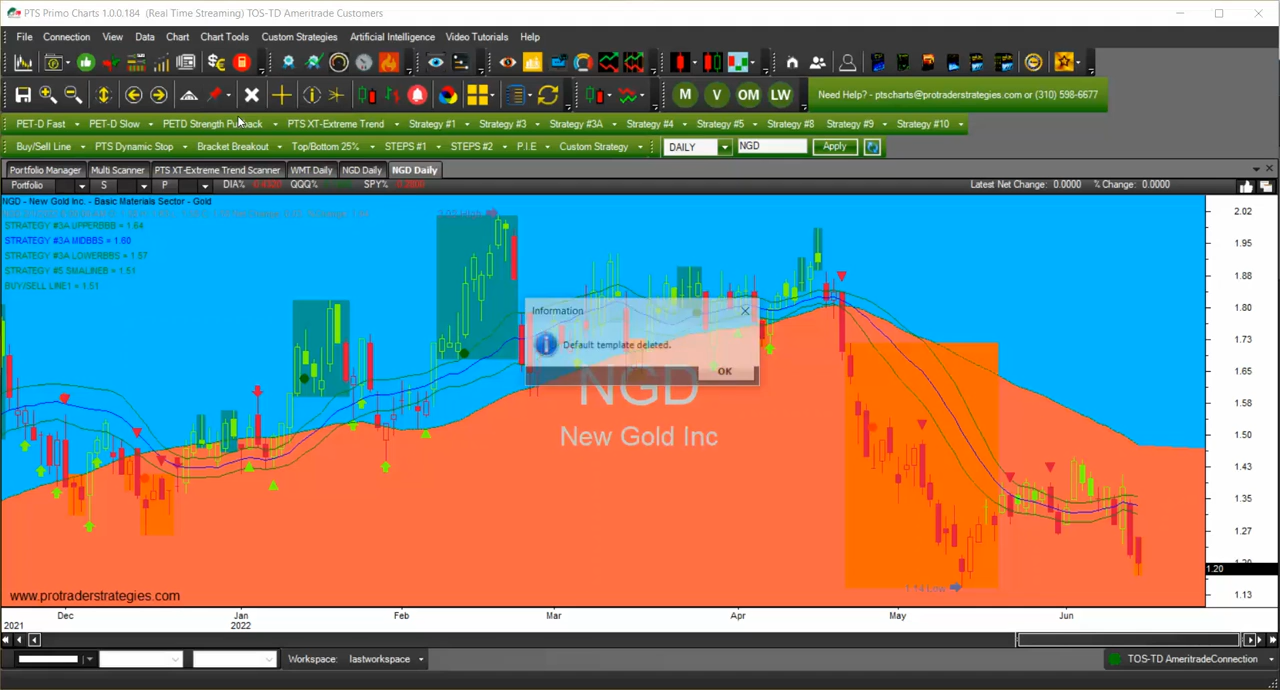 PTS Primo Charts 1.0.0.184 (Real Time Streaming) TOS-TD Ameritrade Customers
File Connection View Data Chart Chart Tools Custom Strategies Artificial Intelligence Video Tutorials Help
M V OM LW Need Help? - ptscharts@protraderstrategies.com or (310) 598-6677
PET-D Fast PET-D Slow PETD Strength Pullback PTS XT-Extreme Trend Strategy #1 Strategy #3 Strategy #3A Strategy #4 Strategy #5 Strategy #8 Strategy #9 Strategy #10
Buy/Sell Line PTS Dynamic Stop Bracket Breakout Top/Bottom 25% STEPS #1 STEPS #2 P.I.E Custom Strategy DAILY NGD Apply
Portfolio Manager Multi Scanner PTS XT-Extreme Trend Scanner WMT Daily NGD Daily NGD Daily
Portfolio S P DIA% QQQ% SPY% Latest Net Change: 0.0000 % Change: 0.0000
NGD - New Gold Inc. - Basic Materials Sector - Gold
STRATEGY #3A UPPERBBB = 1.64
STRATEGY #3A MIDBBS = 1.60
STRATEGY #3A LOWERBBS = 1.57
STRATEGY #5 SMALINEB = 1.51
BUY/SELL LINE1 = 1.51
Information
Default template deleted.
OK
NGD
New Gold Inc
1.14 Low
2.02
1.95
1.88
1.80
1.73
1.65
1.58
1.50
1.43
1.35
1.27
1.20
1.13
www.protraderstrategies.com
Dec Jan Feb Mar Apr May Jun
2021 2022
Workspace: lastworkspace TOS-TD AmeritradeConnection